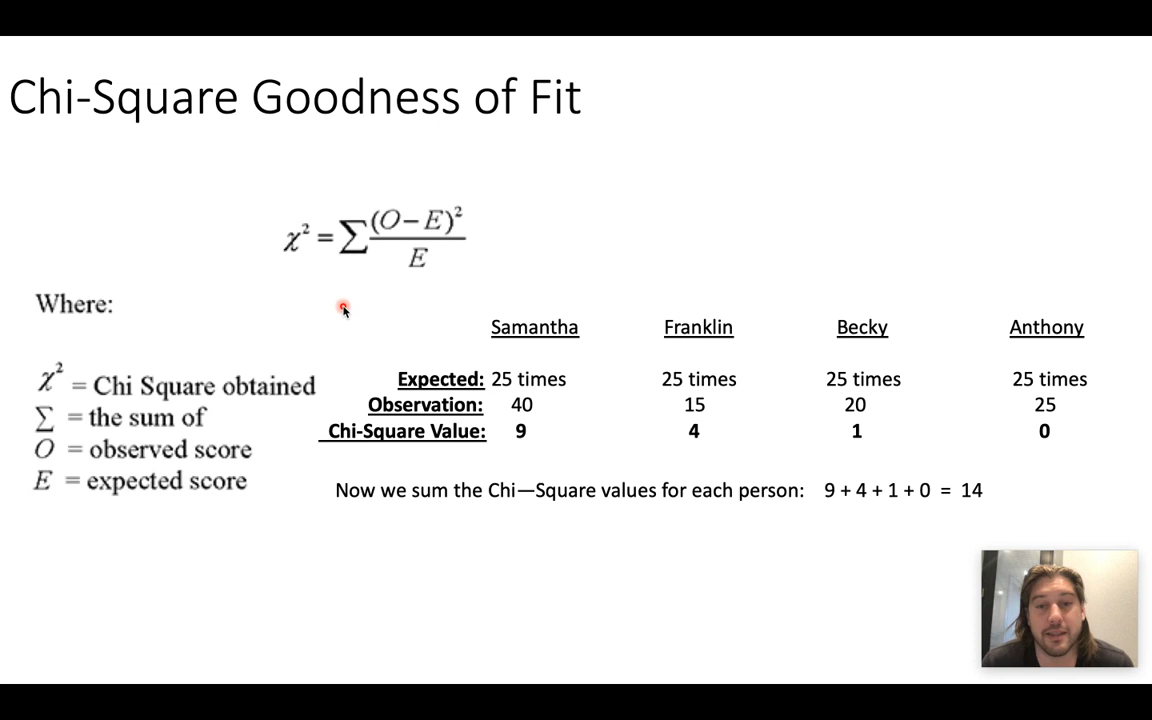 Chi-Square Goodness of Fit
χ² = ∑ (O – E)² / E
Where:
χ² = Chi Square obtained
∑ = the sum of
O = observed score
E = expected score
Samantha Franklin Becky Anthony
Expected: 25 times 25 times 25 times 25 times
Observation: 40 15 20 25
Chi-Square Value: 9 4 1 0
Now we sum the Chi—Square values for each person: 9 + 4 + 1 + 0 = 14